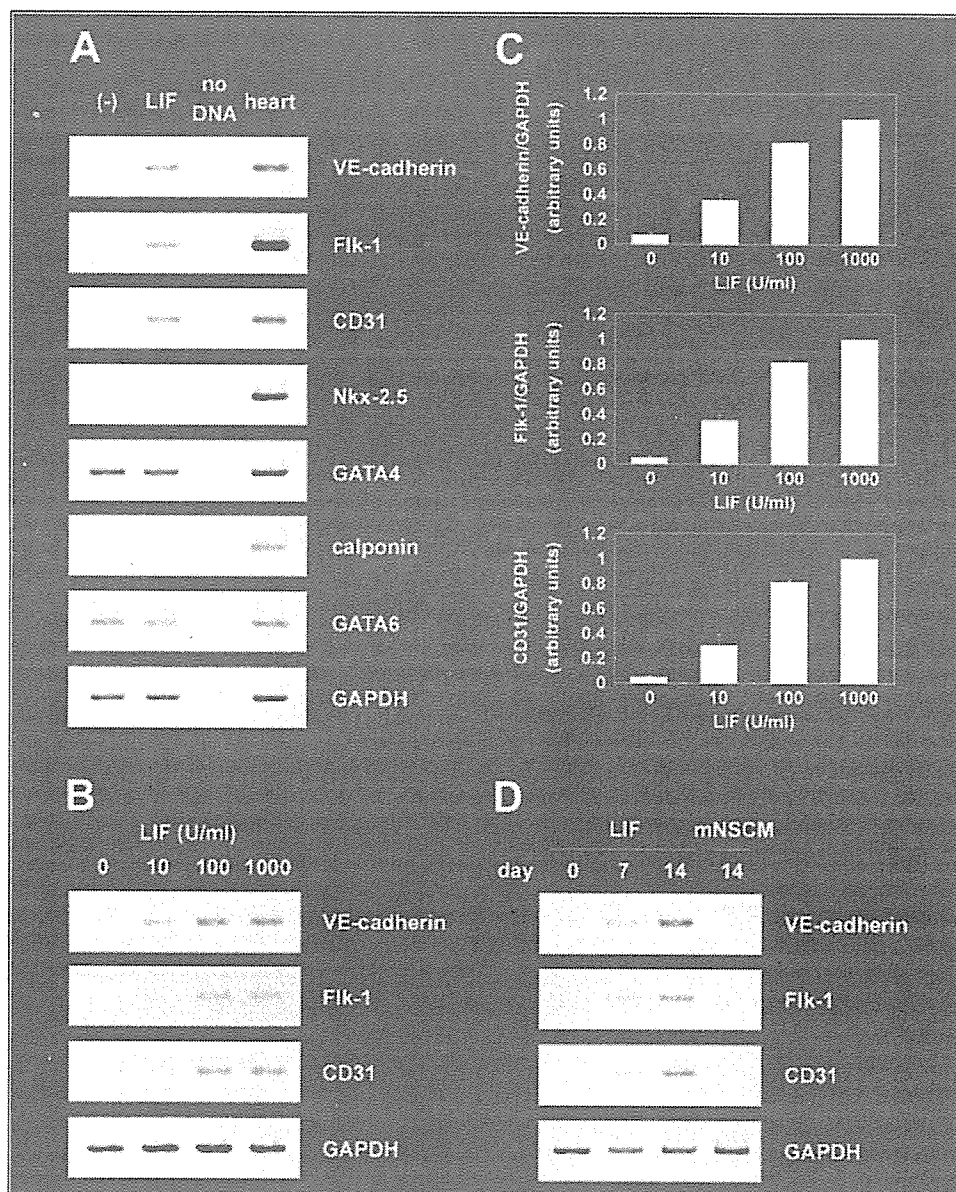 A
(-) LIF no DNA heart
VE-cadherin
Flk-1
CD31
Nkx-2.5
GATA4
calponin
GATA6
GAPDH
C
VE-cadherin/GAPDH
(arbitrary units)
1.2
1
0.8
0.6
0.4
0.2
0
0 10 100 1000
LIF (U/ml)
Flk-1/GAPDH
(arbitrary units)
1.2
1
0.8
0.6
0.4
0.2
0
0 10 100 1000
LIF (U/ml)
CD31/GAPDH
(arbitrary units)
1.2
1
0.8
0.6
0.4
0.2
0
0 10 100 1000
LIF (U/ml)
B
LIF (U/ml)
0 10 100 1000
VE-cadherin
Flk-1
CD31
GAPDH
D
LIF mNSCM
day 0 7 14 14
VE-cadherin
Flk-1
CD31
GAPDH